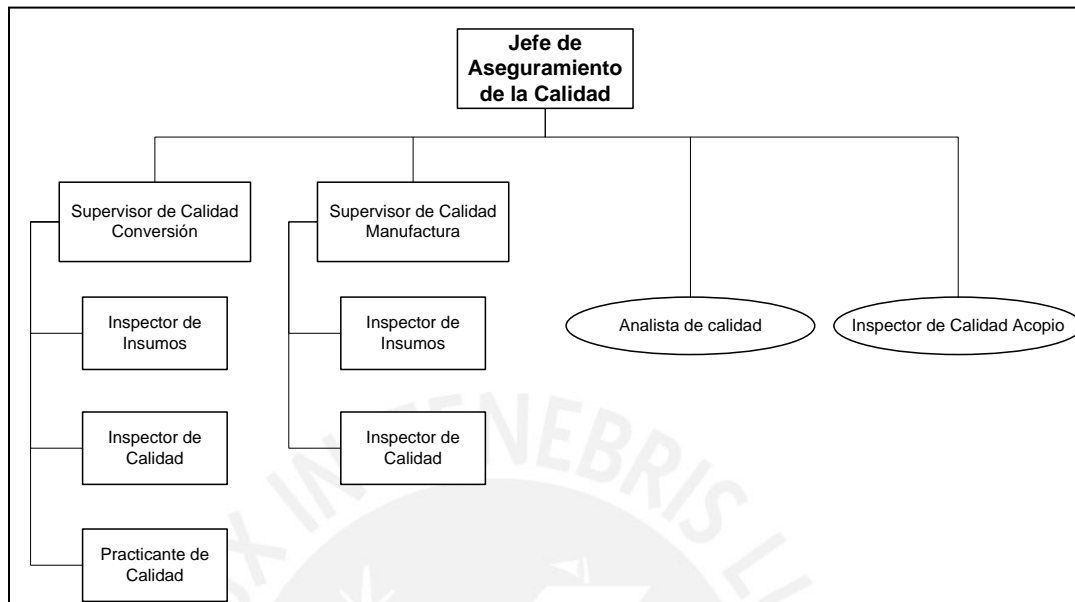 Jefe de
Aseguramiento
de la Calidad
Supervisor de Calidad
Conversión
Supervisor de Calidad
Manufactura
Inspector de
Insumos
Inspector de
Insumos
Analista de calidad
Inspector de Calidad Acopio
Inspector de
Calidad
Inspector de
Calidad
Practicante de
Calidad
INTENEBRIS